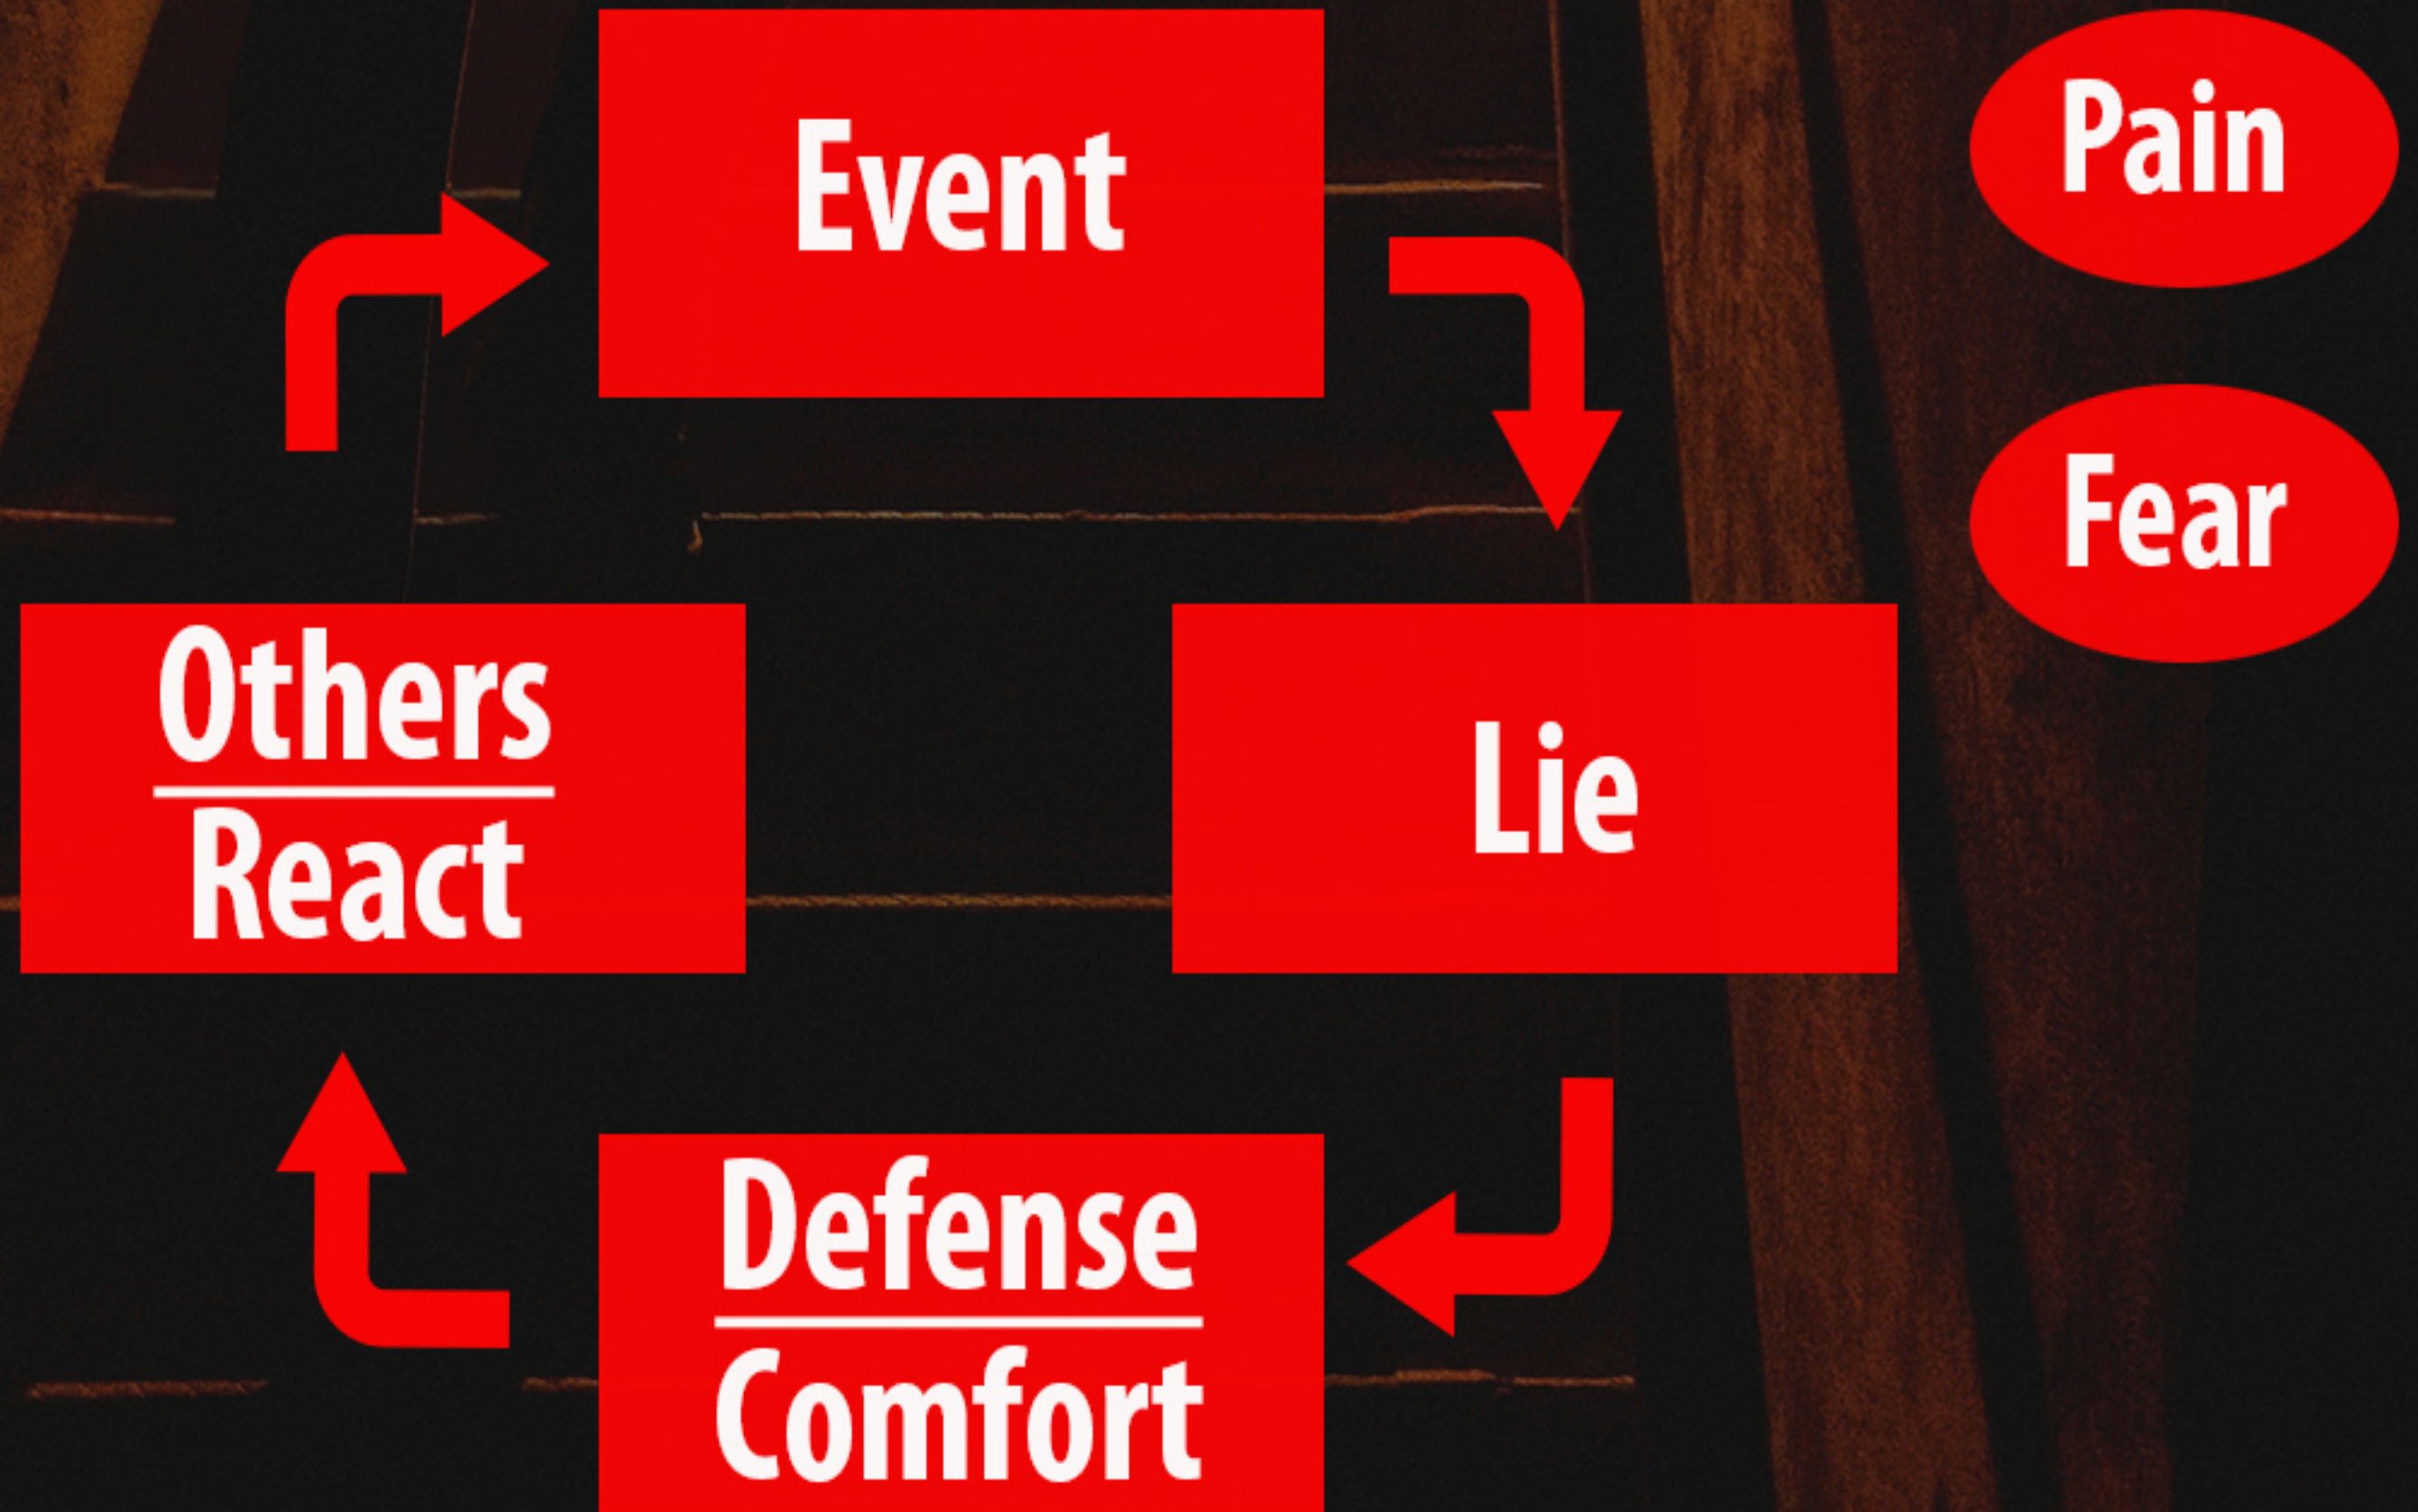 Event
Pain
Fear
Others
React
Lie
Defense
Comfort